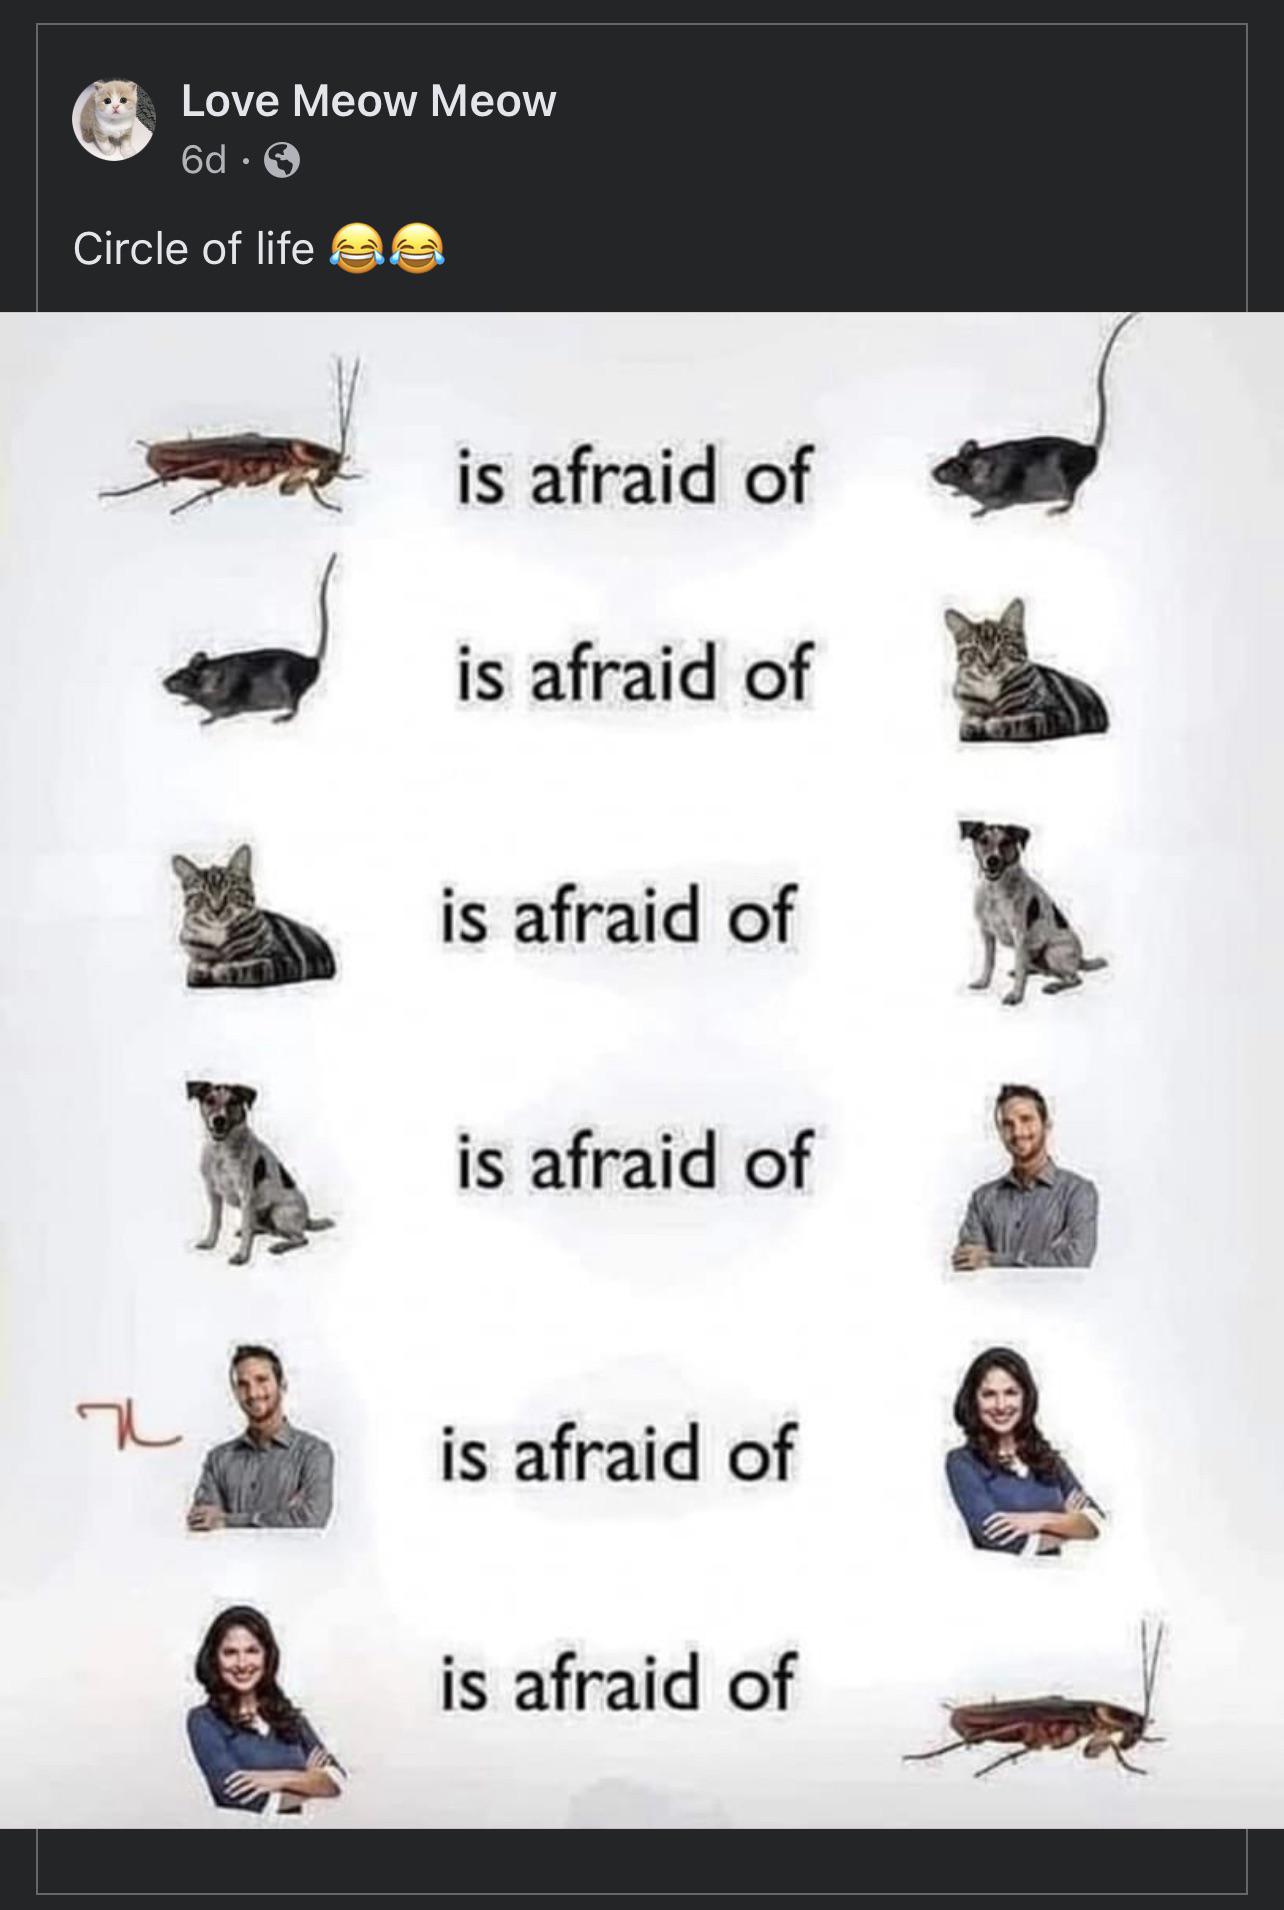 Love Meow Meow
6d ·
Circle of life 😂😂
is afraid of
is afraid of
is afraid of
is afraid of
is afraid of
is afraid of